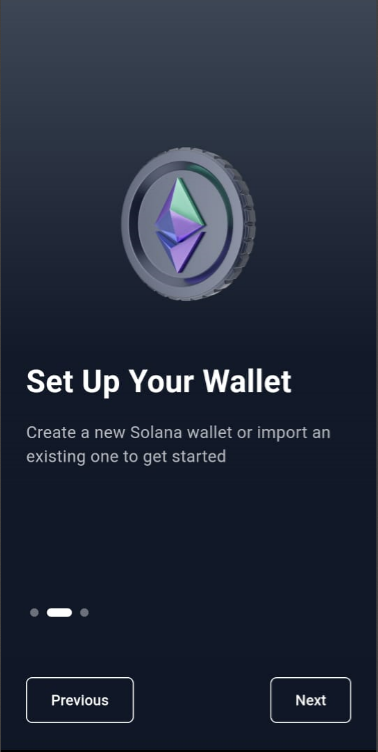 Set Up Your Wallet
Create a new Solana wallet or import an
existing one to get started
Previous
Next